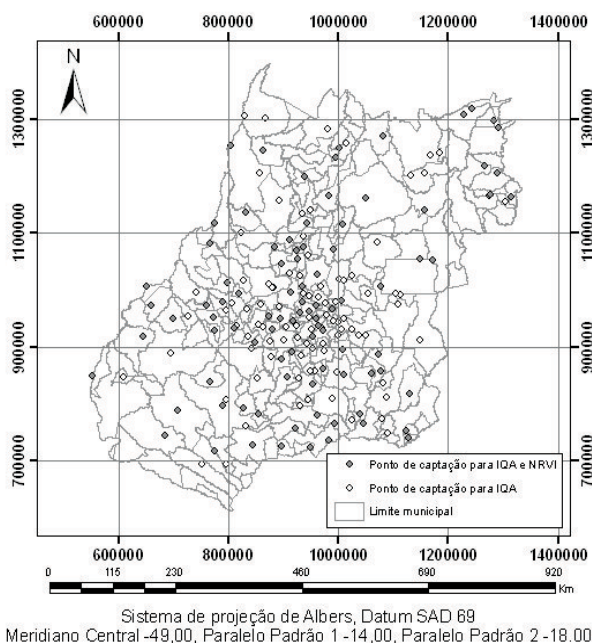 600000 800000 1000000 1200000 1400000
N
1300000 1300000
1100000 1100000
900000 900000
700000 700000
Ponto de captação para IQA e NRVI
Ponto de captação para IQA
Limite municipal
600000 800000 1000000 1200000 1400000
0 115 230 460 690 920
Km
Sistema de projeção de Albers, Datum SAD 69
Meridiano Central -49,00, Paralelo Padrão 1 -14,00, Paralelo Padrão 2 -18,00